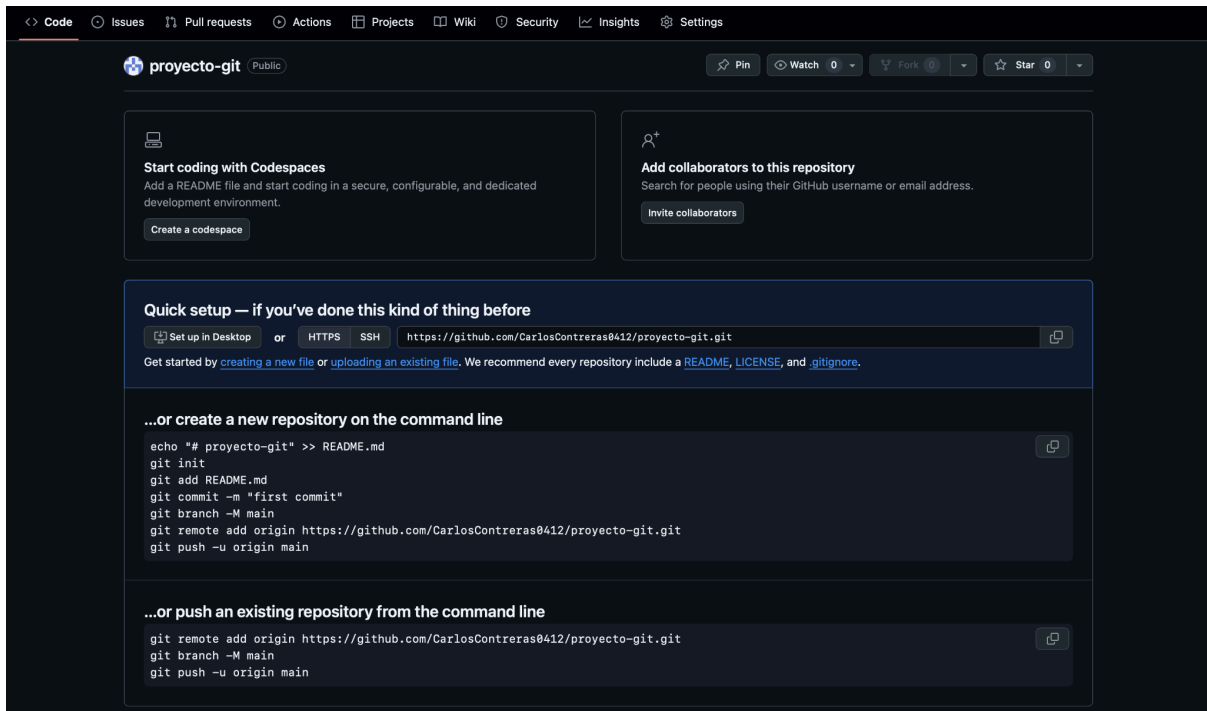 <> Code Issues Pull requests Actions Projects Wiki Security Insights Settings
proyecto-git Public Pin Watch 0 Fork 0 Star 0
Start coding with Codespaces
Add a README file and start coding in a secure, configurable, and dedicated
development environment.
Create a codespace
Add collaborators to this repository
Search for people using their GitHub username or email address.
Invite collaborators
Quick setup — if you’ve done this kind of thing before
Set up in Desktop or HTTPS SSH https://github.com/CarlosContreras0412/proyecto-git.git
Get started by creating a new file or uploading an existing file. We recommend every repository include a README, LICENSE, and .gitignore.
...or create a new repository on the command line
echo "# proyecto-git" >> README.md
git init
git add README.md
git commit -m "first commit"
git branch -M main
git remote add origin https://github.com/CarlosContreras0412/proyecto-git.git
git push -u origin main
...or push an existing repository from the command line
git remote add origin https://github.com/CarlosContreras0412/proyecto-git.git
git branch -M main
git push -u origin main